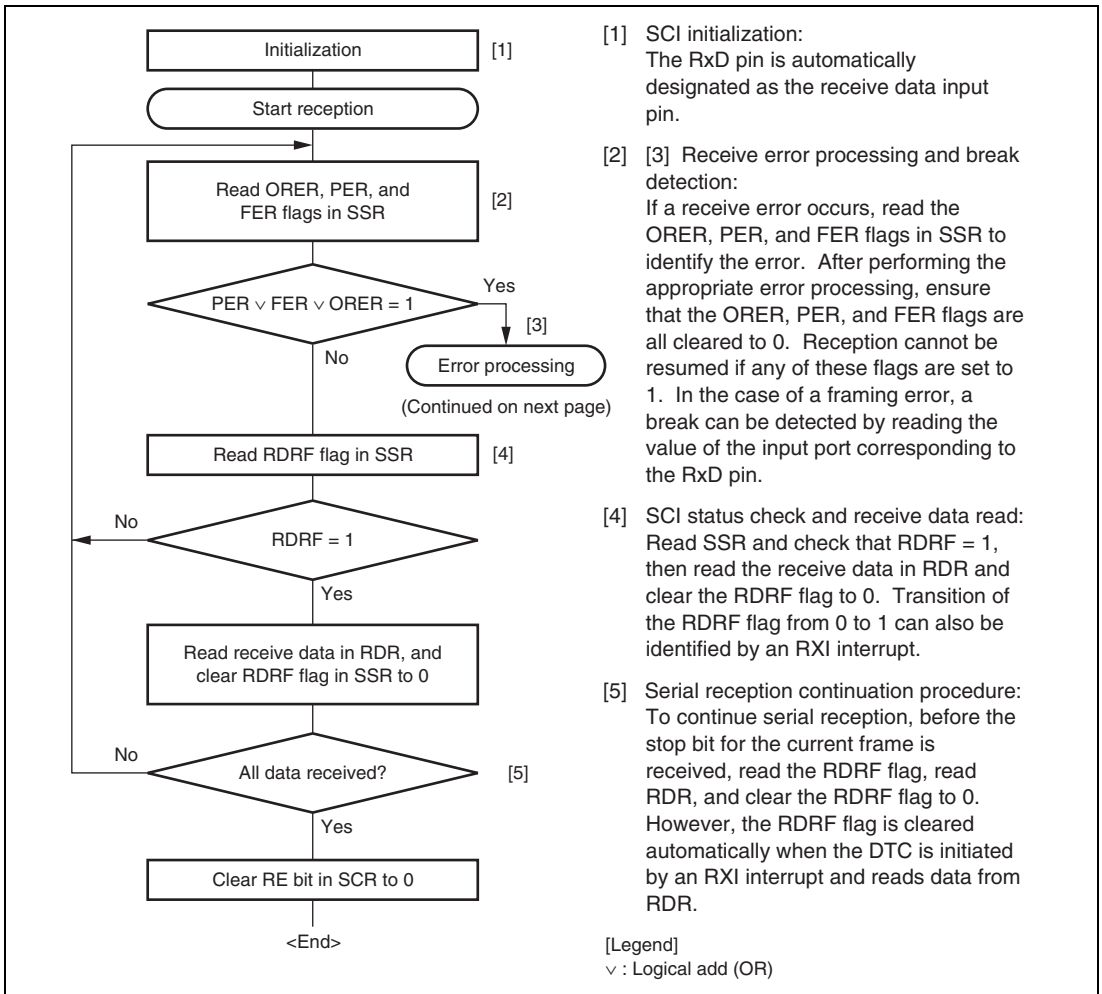 Initialization
[1]
Start reception
Read ORER, PER, and
FER flags in SSR
[2]
PER ∨ FER ∨ ORER = 1
Yes
[3]
No
Error processing
(Continued on next page)
Read RDRF flag in SSR
[4]
No
RDRF = 1
Yes
Read receive data in RDR, and
clear RDRF flag in SSR to 0
No
All data received?
[5]
Yes
Clear RE bit in SCR to 0
<End>
[1] SCI initialization:
The RxD pin is automatically
designated as the receive data input
pin.
[2] [3] Receive error processing and break
detection:
If a receive error occurs, read the
ORER, PER, and FER flags in SSR to
identify the error. After performing the
appropriate error processing, ensure
that the ORER, PER, and FER flags are
all cleared to 0. Reception cannot be
resumed if any of these flags are set to
1. In the case of a framing error, a
break can be detected by reading the
value of the input port corresponding to
the RxD pin.
[4] SCI status check and receive data read:
Read SSR and check that RDRF = 1,
then read the receive data in RDR and
clear the RDRF flag to 0. Transition of
the RDRF flag from 0 to 1 can also be
identified by an RXI interrupt.
[5] Serial reception continuation procedure:
To continue serial reception, before the
stop bit for the current frame is
received, read the RDRF flag, read
RDR, and clear the RDRF flag to 0.
However, the RDRF flag is cleared
automatically when the DTC is initiated
by an RXI interrupt and reads data from
RDR.
[Legend]
∨ : Logical add (OR)